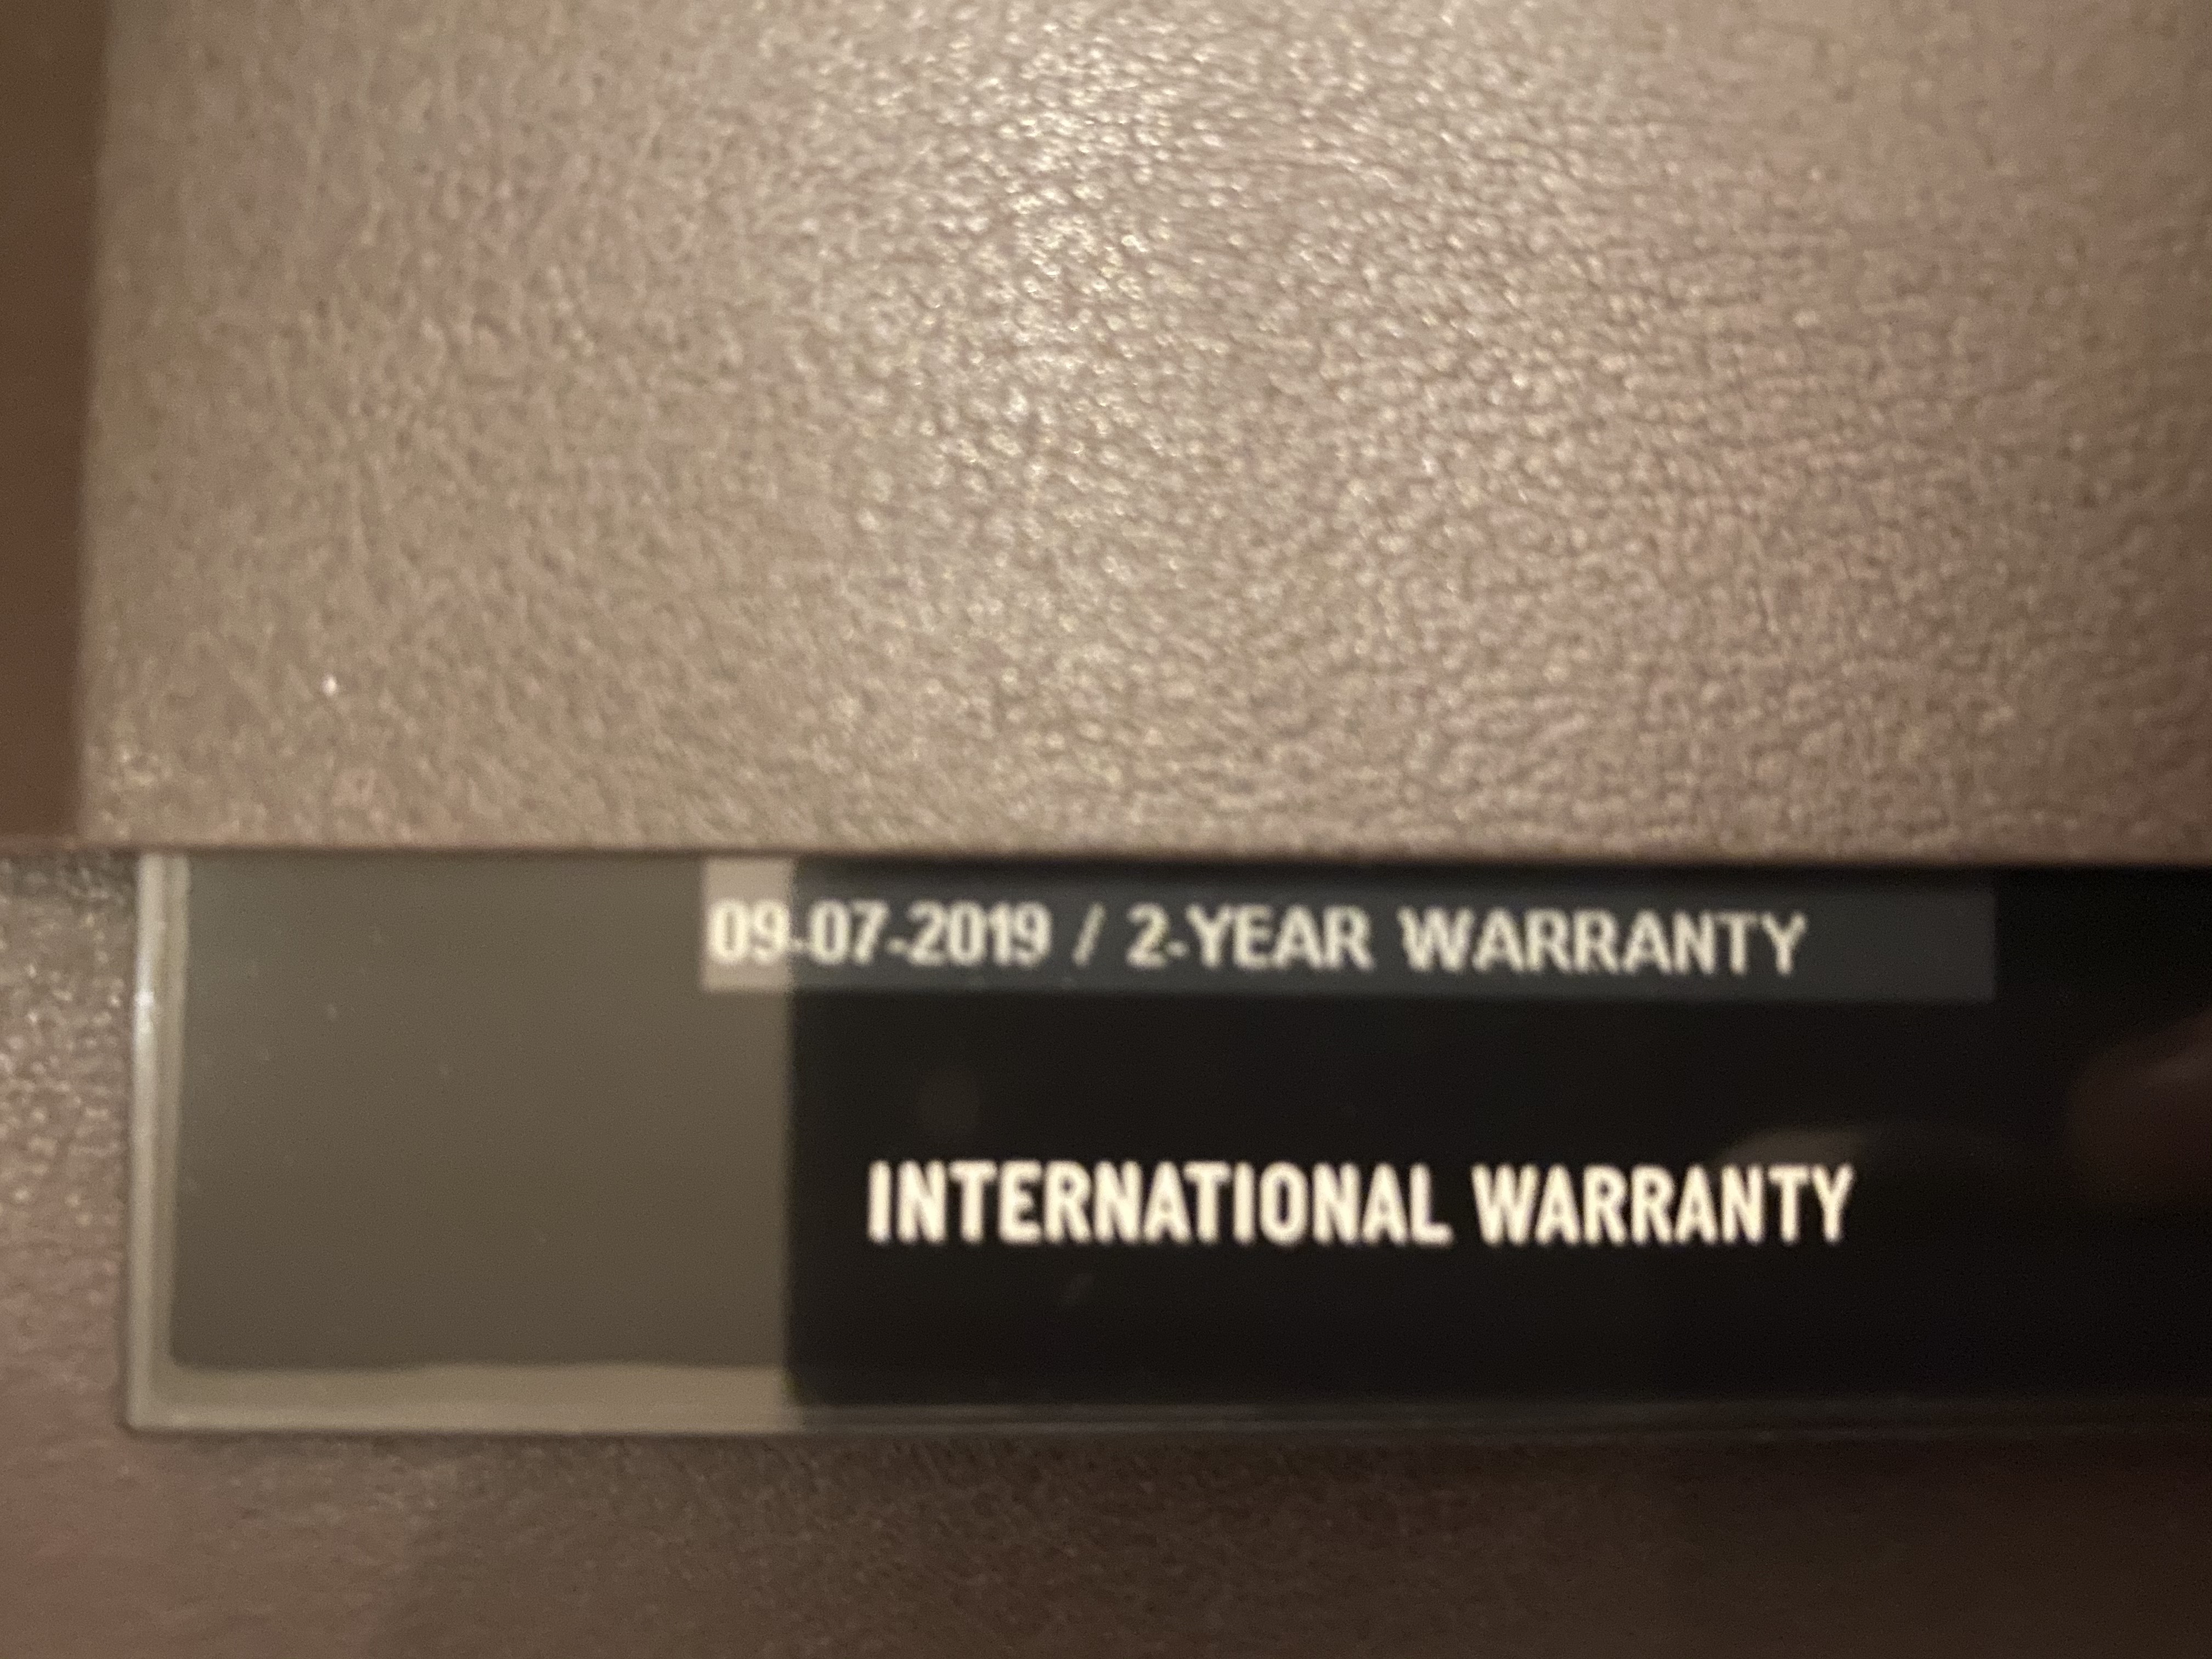 09-07-2019 / 2-YEAR WARRANTY
INTERNATIONAL WARRANTY